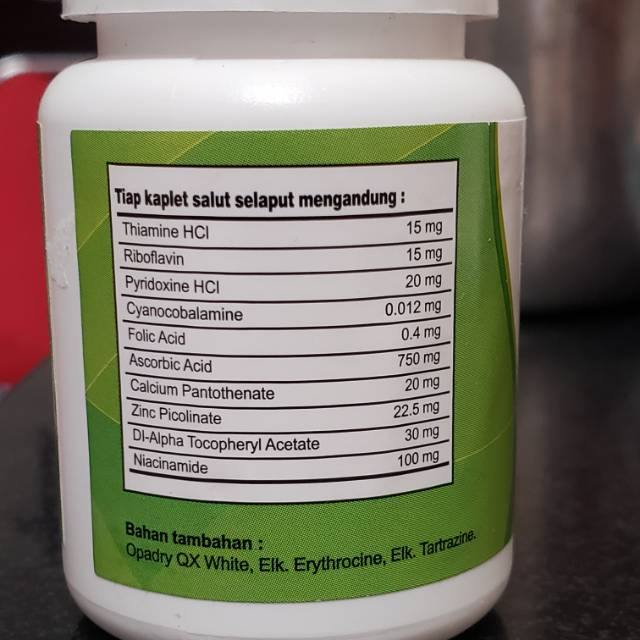 Tiap kaplet salut selaput mengandung :
Thiamine HCl 15 mg
Riboflavin 15 mg
Pyridoxine HCl 20 mg
Cyanocobalamine 0.012 mg
Folic Acid 0.4 mg
Ascorbic Acid 750 mg
Calcium Pantothenate 20 mg
Zinc Picolinate 22.5 mg
Dl-Alpha Tocopheryl Acetate 30 mg
Niacinamide 100 mg
Bahan tambahan :
Opadry QX White, Elk. Erythrocine, Elk. Tartrazine.